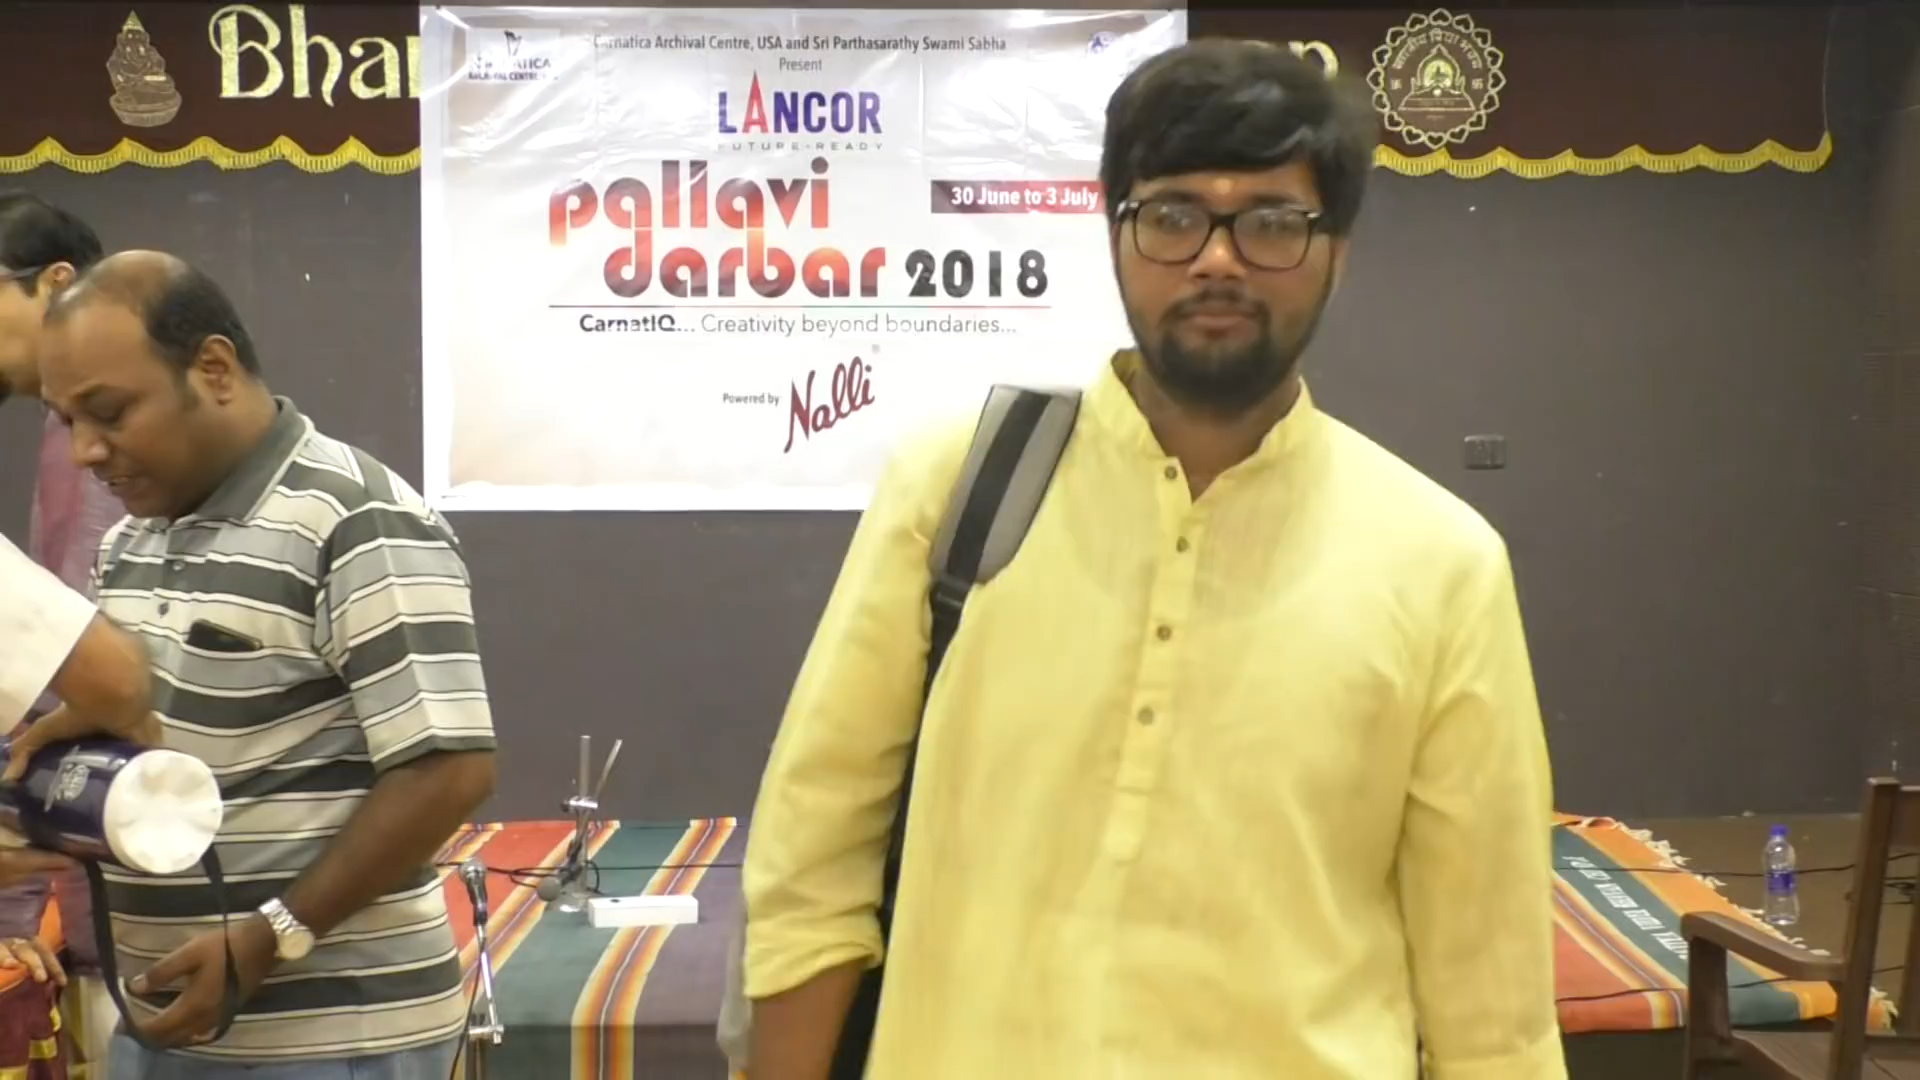 Bha
Carnatica Archival Centre, USA and Sri Parthasarathy Swami Sabha
Present
LANCOR
FUTURE-READY
pallavi
darbar 2018
30 June to 3 July
CarnatIQ... Creativity beyond boundaries...
Powered by Nalli ®